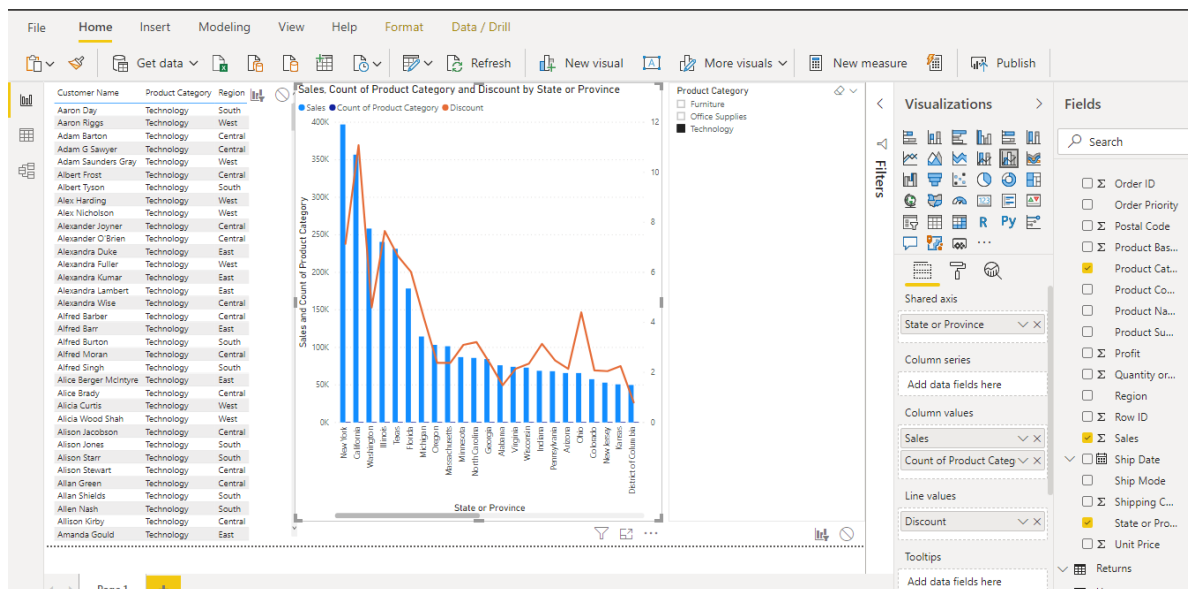 File Home Insert Modeling View Help Format Data / Drill
Get data Refresh New visual More visuals New measure Publish
Customer Name Product Category Region
Aaron Day Technology South
Aaron Riggs Technology West
Adam Barton Technology Central
Adam G Sawyer Technology Central
Adam Saunders Gray Technology West
Albert Frost Technology Central
Albert Tyson Technology South
Alex Harding Technology West
Alex Nicholson Technology West
Alexander Joyner Technology Central
Alexander O'Brien Technology Central
Alexandra Duke Technology East
Alexandra Fuller Technology West
Alexandra Kumar Technology East
Alexandra Lambert Technology East
Alexandra Wise Technology Central
Alfred Barber Technology Central
Alfred Barr Technology East
Alfred Burton Technology South
Alfred Moran Technology Central
Alfred Singh Technology South
Alice Berger McIntyre Technology East
Alice Brady Technology Central
Alicia Curtis Technology West
Alicia Wood Shah Technology West
Alison Jacobson Technology Central
Alison Jones Technology South
Alison Starr Technology South
Alison Stewart Technology Central
Allan Green Technology Central
Allan Shields Technology South
Allen Nash Technology South
Allison Kirby Technology Central
Amanda Gould Technology East
Sales, Count of Product Category and Discount by State or Province
Sales Count of Product Category Discount
Sales and Count of Product Category
400K
350K
300K
250K
200K
150K
100K
50K
0K
12
10
8
6
4
2
0
New York
California
Washington
Illinois
Texas
Florida
Michigan
Oregon
Massachusetts
Minnesota
North Carolina
Georgia
Alabama
Virginia
Wisconsin
Indiana
Pennsylvania
Arizona
Ohio
Colorado
New Jersey
Kansas
District of Columbia
State or Province
Product Category
Furniture
Office Supplies
Technology
Filters
Visualizations
R Py
Shared axis
State or Province
Column series
Add data fields here
Column values
Sales
Count of Product Categ
Line values
Discount
Tooltips
Add data fields here
Fields
Search
Σ Order ID
Order Priority
Σ Postal Code
Σ Product Bas...
Product Cat...
Product Co...
Product Na...
Product Su...
Σ Profit
Σ Quantity or...
Region
Σ Row ID
Σ Sales
Ship Date
Ship Mode
Σ Shipping C...
State or Pro...
Σ Unit Price
Returns
Page 1